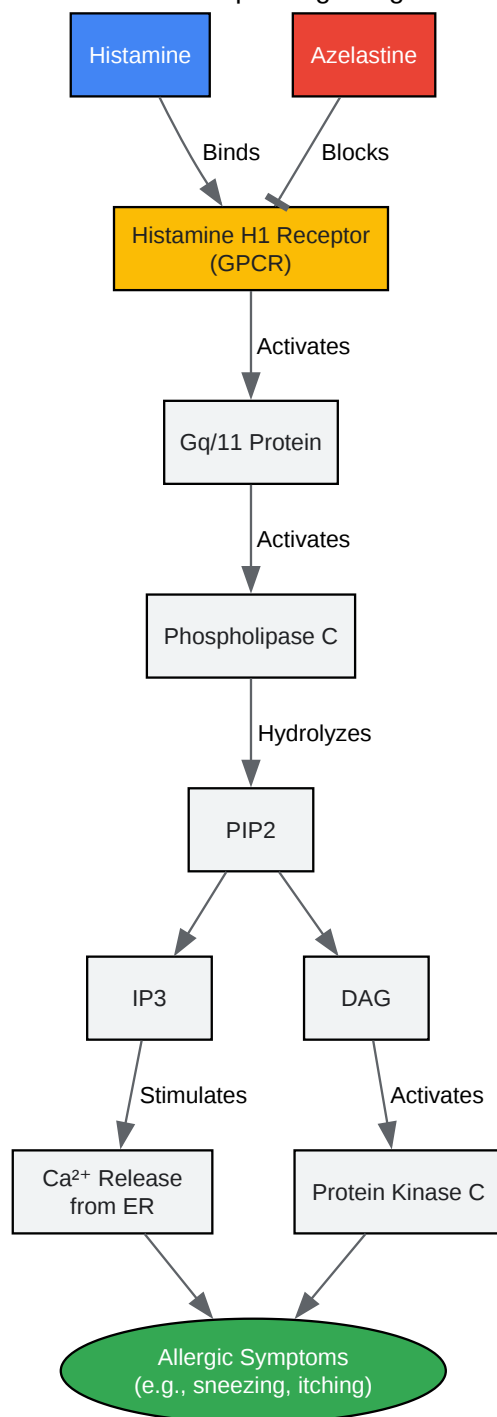 Histamine
Azelastine
Binds
Blocks
Histamine H1 Receptor
(GPCR)
Activates
Gq/11 Protein
Activates
Phospholipase C
Hydrolyzes
PIP2
IP3
DAG
Stimulates
Activates
Ca²⁺ Release
from ER
Protein Kinase C
Allergic Symptoms
(e.g., sneezing, itching)